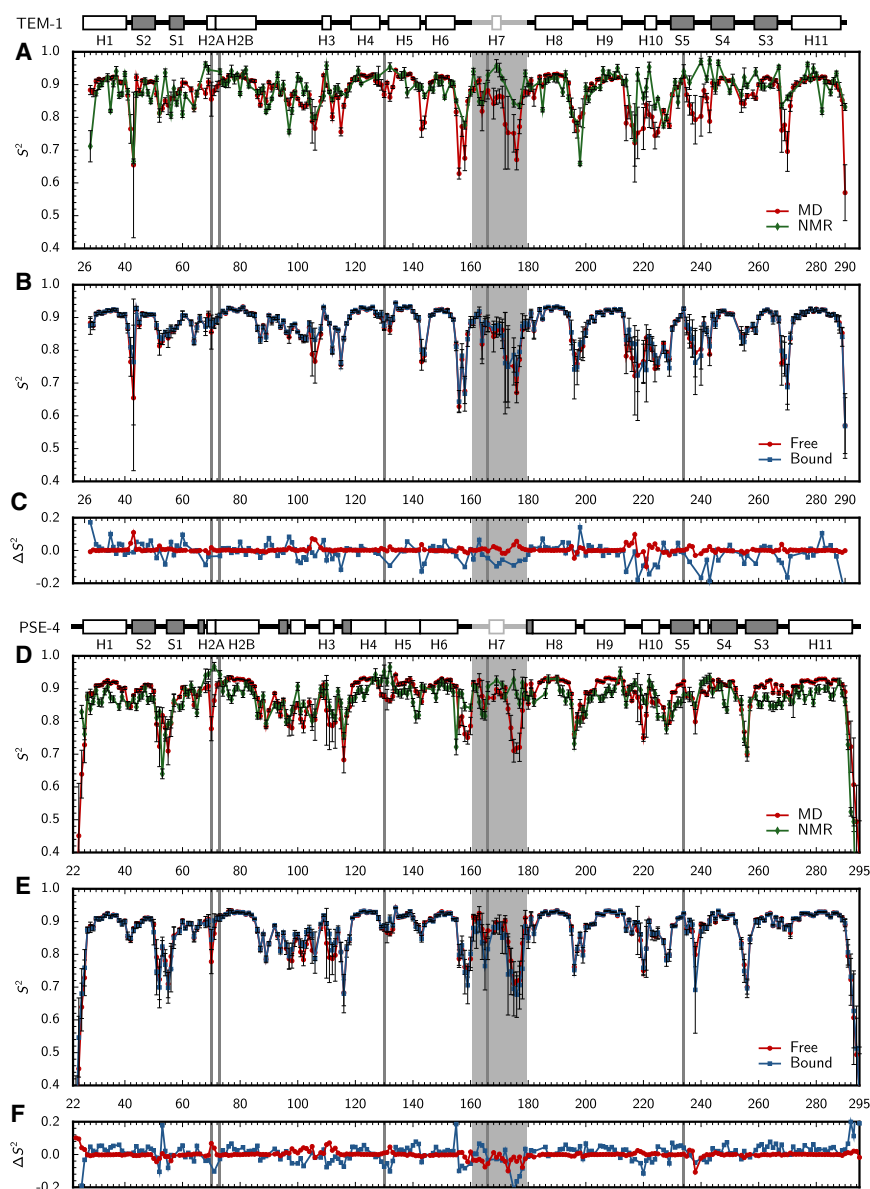 TEM-1
H1 S2 S1 H2A H2B H3 H4 H5 H6 H7 H8 H9 H10 S5 S4 S3 H11
A
1.0
0.9
0.8
0.7
0.6
0.5
0.4
S²
MD
NMR
26 40 60 80 100 120 140 160 180 200 220 240 260 280 290
B
1.0
0.9
0.8
0.7
0.6
0.5
0.4
S²
Free
Bound
26 40 60 80 100 120 140 160 180 200 220 240 260 280 290
C
0.2
0.0
-0.2
ΔS²
PSE-4
H1 S2 S1 H2A H2B H3 H4 H5 H6 H7 H8 H9 H10 S5 S4 S3 H11
D
1.0
0.9
0.8
0.7
0.6
0.5
0.4
S²
MD
NMR
22 40 60 80 100 120 140 160 180 200 220 240 260 280 295
E
1.0
0.9
0.8
0.7
0.6
0.5
0.4
S²
Free
Bound
22 40 60 80 100 120 140 160 180 200 220 240 260 280 295
F
0.2
0.0
-0.2
ΔS²